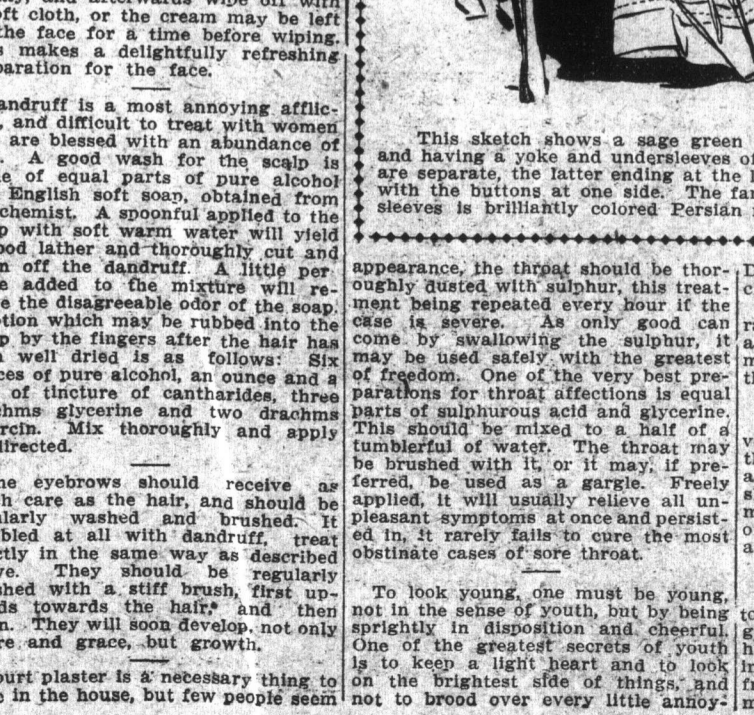 and afterwards wipe off with
oft cloth, or the cream may be left
the face for a time before wiping.
s makes a delightfully refreshing
paration for the face.
andruff is a most annoying afflic-
, and difficult to treat with women
are blessed with an abundance of
. A good wash for the scalp is
e of equal parts of pure alcohol
English soft soap, obtained from
chemist. A spoonful applied to the
p with soft warm water will yield
ood lather and thoroughly cut and
n off the dandruff. A little per
e added to the mixture will re-
e the disagreeable odor of the soap.
otion which may be rubbed into the
p by the fingers after the hair has
n well dried is as follows: Six
ces of pure alcohol, an ounce and a
of tincture of cantharides, three
chms glycerine and two drachms
rcin. Mix thoroughly and apply
directed.
he eyebrows should receive as
h care as the hair, and should be
ularly washed and brushed. It
bled at all with dandruff, treat
ctly in the same way as described
ve. They should be regularly
shed with a stiff brush, first up-
ds towards the hair, and then
n. They will soon develop, not only
re and grace, but growth.
ourt plaster is a necessary thing to
e in the house, but few people seem
This sketch shows a sage green
and having a yoke and undersleeves o
are separate, the latter ending at the
with the buttons at one side. The fa
sleeves is brilliantly colored Persian
appearance, the throat should be thor-
oughly dusted with sulphur, this treat-
ment being repeated every hour if the
case is severe. As only good can
come by swallowing the sulphur, it
may be used safely with the greatest
of freedom. One of the very best pre-
parations for throat affections is equal
parts of sulphurous acid and glycerine.
This should be mixed to a half of a
tumblerful of water. The throat may
be brushed with it, or it may, if pre-
ferred, be used as a gargle. Freely
applied, it will usually relieve all un-
pleasant symptoms at once and persist-
ed in, it rarely fails to cure the most
obstinate cases of sore throat.
To look young, one must be young,
not in the sense of youth, but by being
sprightly in disposition and cheerful.
One of the greatest secrets of youth
is to keep a light heart and to look
on the brightest side of things, and
not to brood over every little annoy-